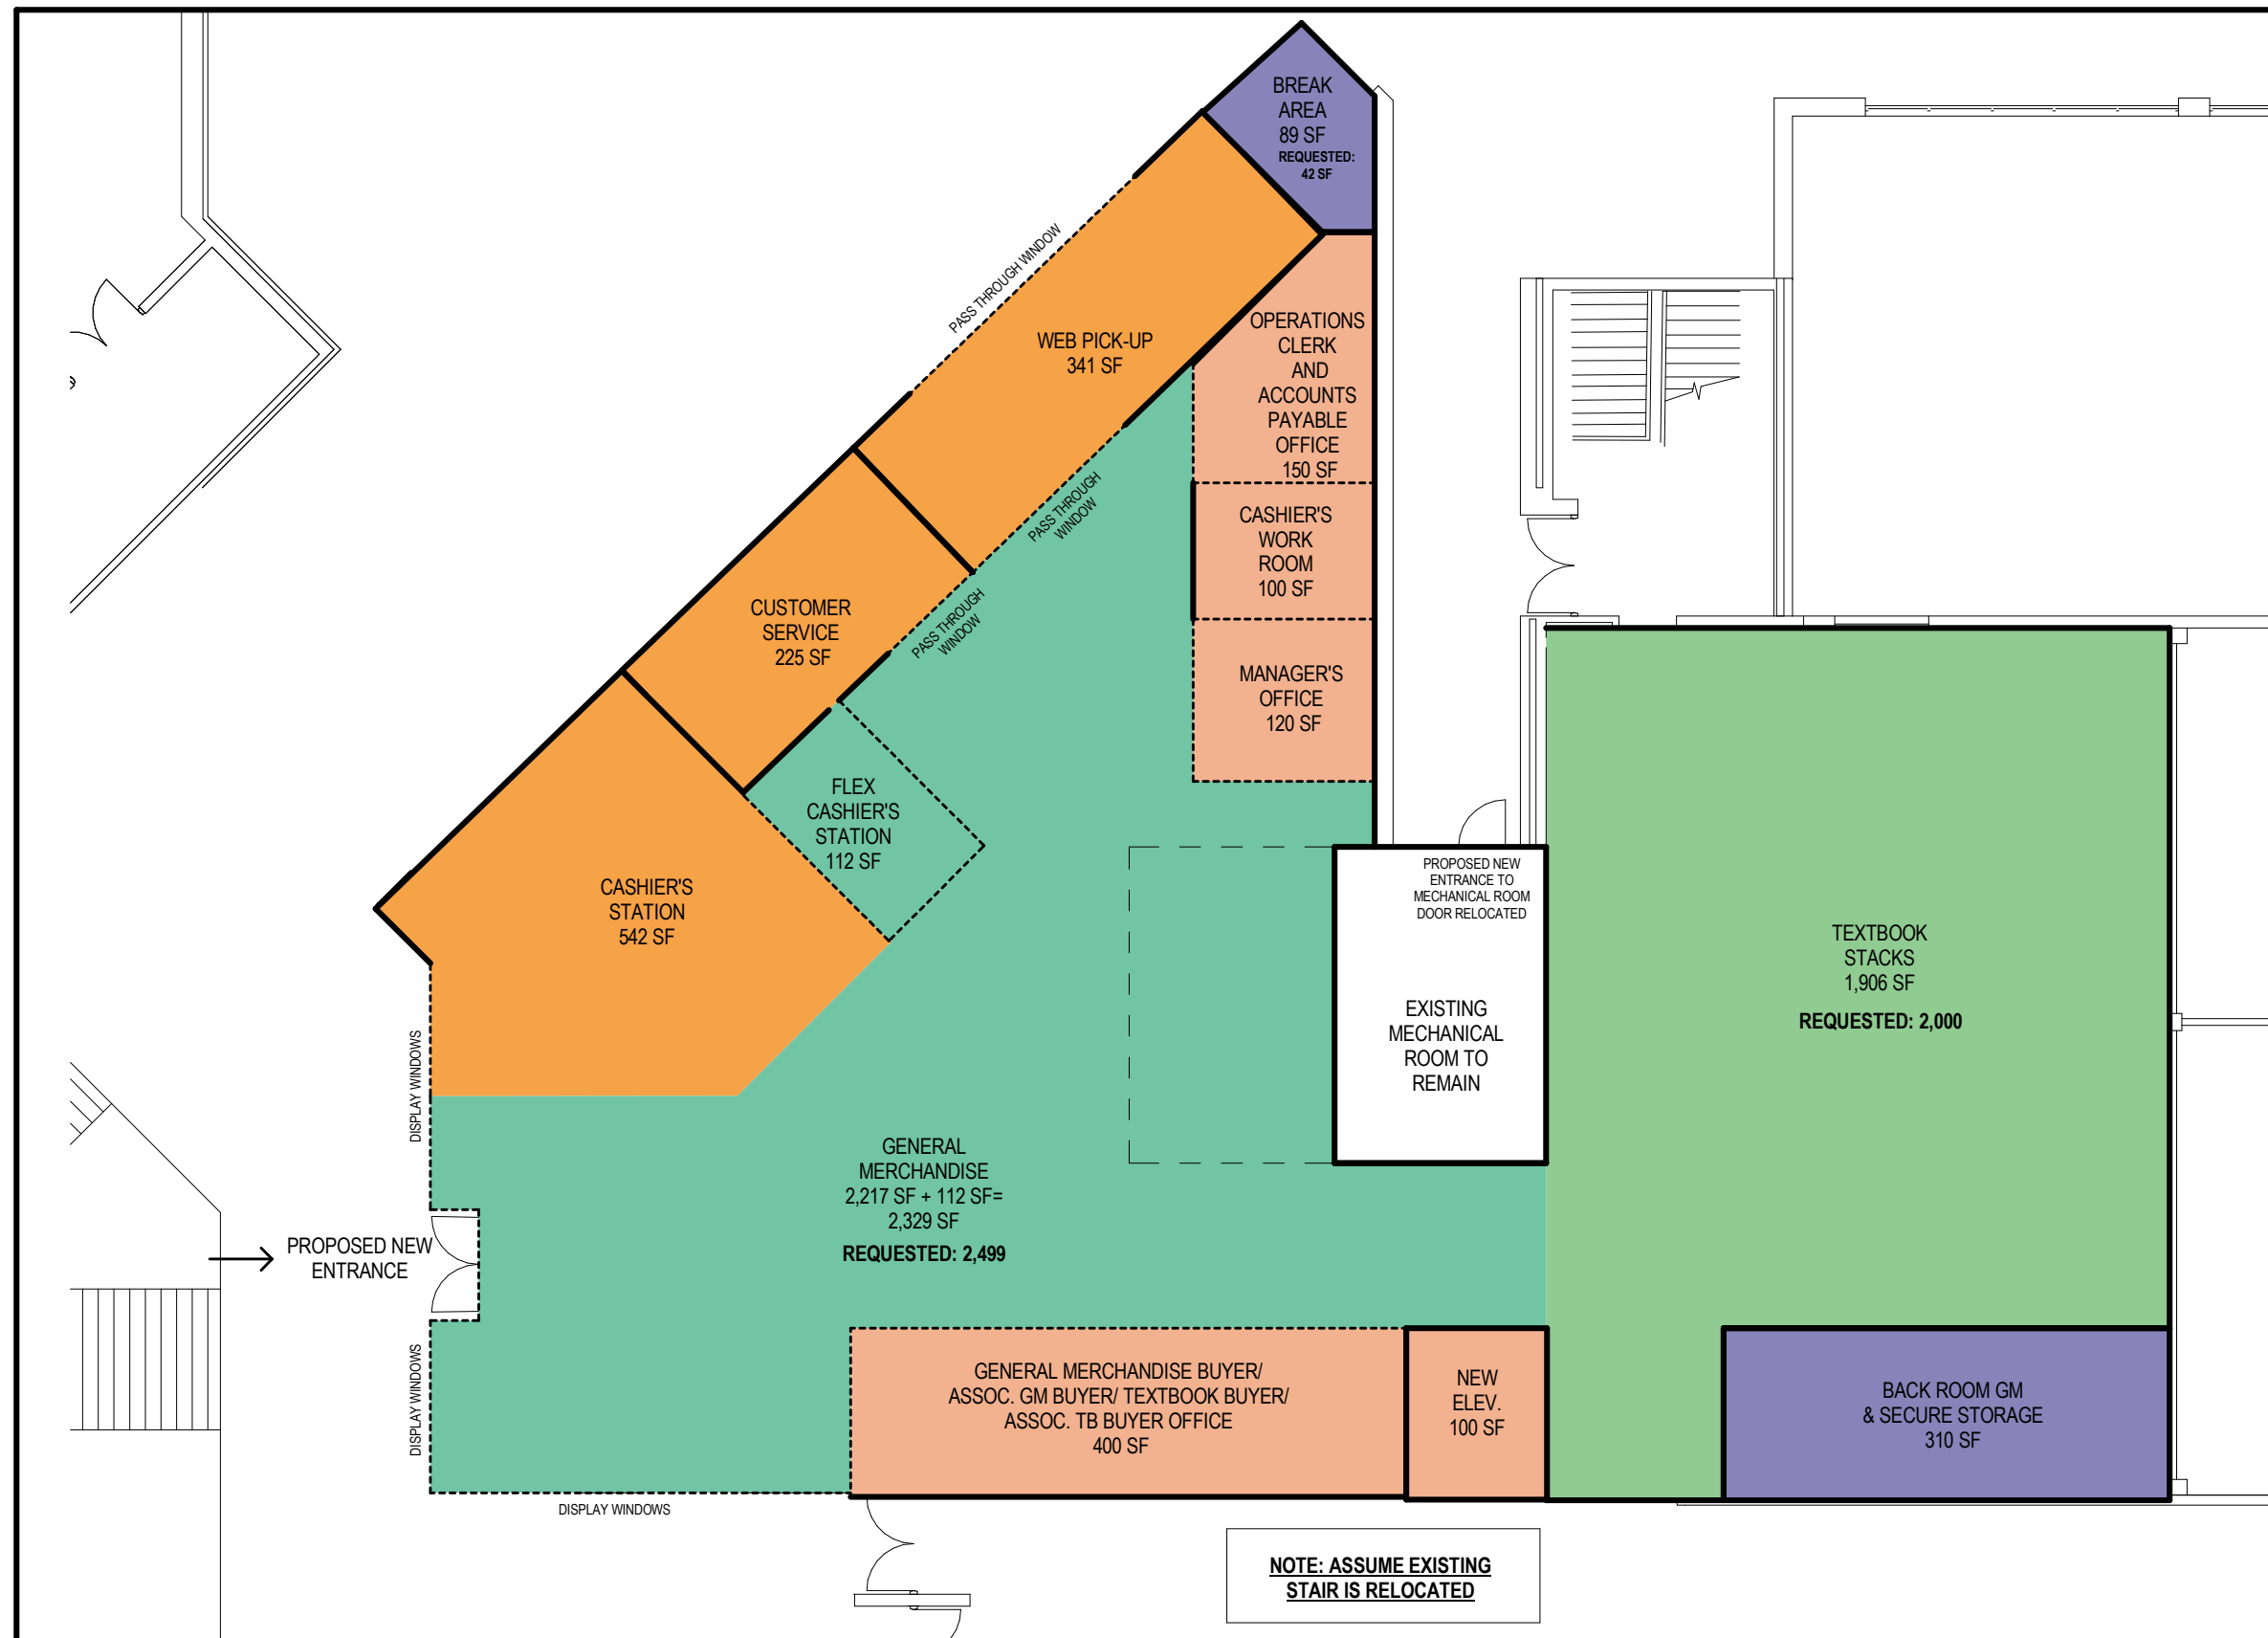 BREAK
AREA
89 SF
REQUESTED:
42 SF
PASS THROUGH WINDOW
WEB PICK-UP
341 SF
OPERATIONS
CLERK
AND
ACCOUNTS
PAYABLE
OFFICE
150 SF
PASS THROUGH
WINDOW
CASHIER'S
WORK
ROOM
100 SF
CUSTOMER
SERVICE
225 SF
PASS THROUGH
WINDOW
MANAGER'S
OFFICE
120 SF
FLEX
CASHIER'S
STATION
112 SF
CASHIER'S
STATION
542 SF
PROPOSED NEW
ENTRANCE TO
MECHANICAL ROOM
DOOR RELOCATED
EXISTING
MECHANICAL
ROOM TO
REMAIN
TEXTBOOK
STACKS
1,906 SF
REQUESTED: 2,000
DISPLAY WINDOWS
GENERAL
MERCHANDISE
2,217 SF + 112 SF=
2,329 SF
REQUESTED: 2,499
PROPOSED NEW
ENTRANCE
DISPLAY WINDOWS
GENERAL MERCHANDISE BUYER/
ASSOC. GM BUYER/ TEXTBOOK BUYER/
ASSOC. TB BUYER OFFICE
400 SF
NEW
ELEV.
100 SF
BACK ROOM GM
& SECURE STORAGE
310 SF
DISPLAY WINDOWS
NOTE: ASSUME EXISTING
STAIR IS RELOCATED